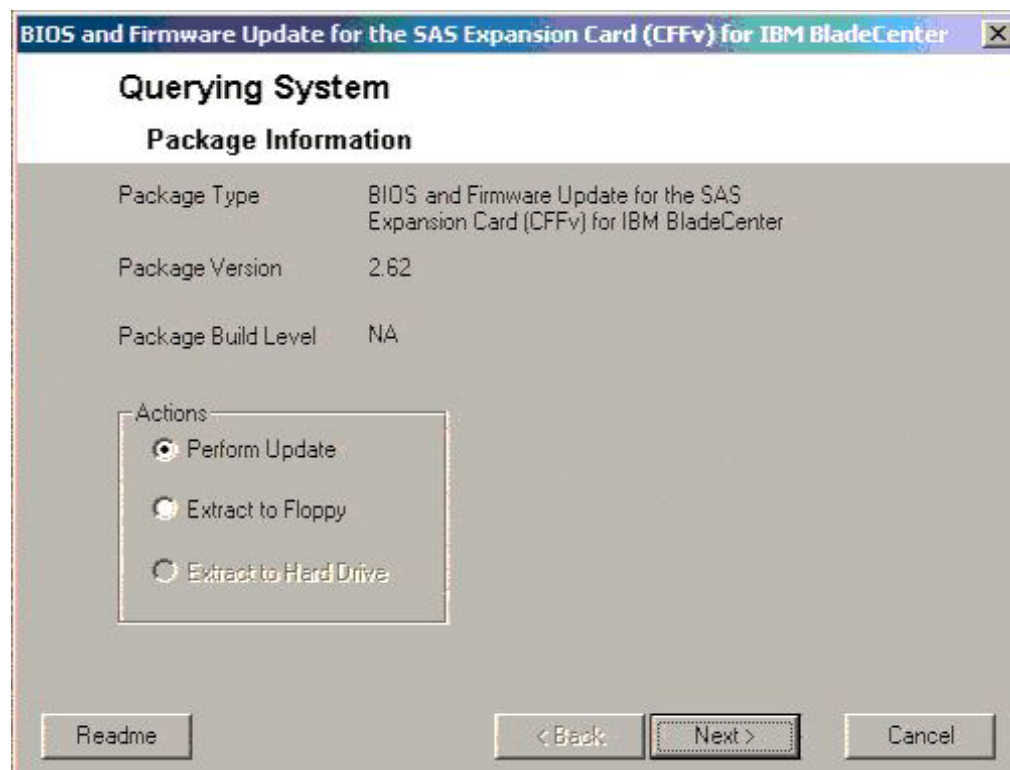 BIOS and Firmware Update for the SAS Expansion Card (CFFv) for IBM BladeCenter
Querying System
Package Information
Package Type
BIOS and Firmware Update for the SAS
Expansion Card (CFFv) for IBM BladeCenter
Package Version
2.62
Package Build Level
NA
Actions
Perform Update
Extract to Floppy
Extract to Hard Drive
Readme
< Back
Next >
Cancel